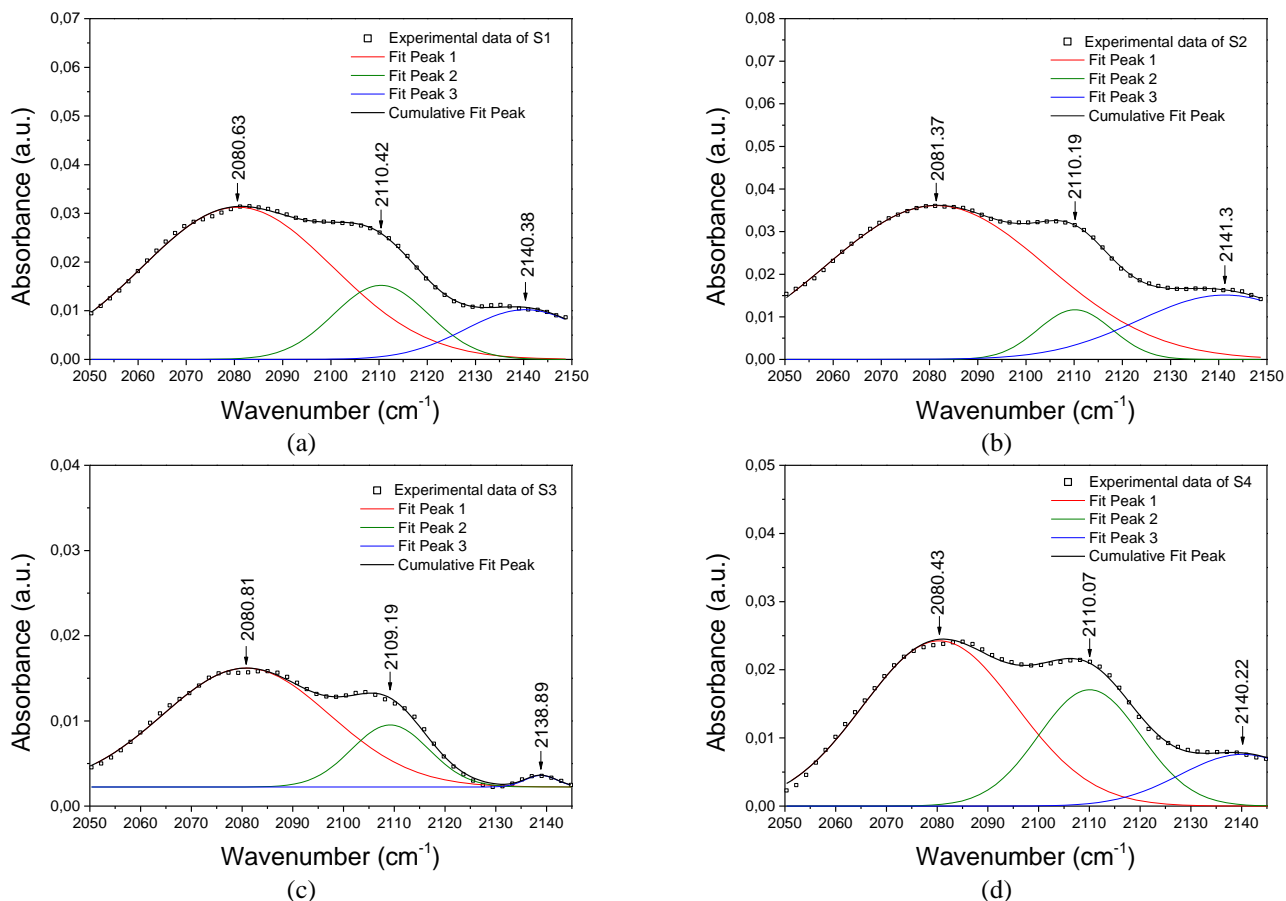 0,07
0,06
0,05
0,04
0,03
0,02
0,01
0,00
Absorbance (a.u.)
Experimental data of S1
Fit Peak 1
Fit Peak 2
Fit Peak 3
Cumulative Fit Peak
2080.63
2110.42
2140.38
2050 2060 2070 2080 2090 2100 2110 2120 2130 2140 2150
Wavenumber (cm⁻¹)
(a)
0,08
0,07
0,06
0,05
0,04
0,03
0,02
0,01
0,00
Absorbance (a.u.)
Experimental data of S2
Fit Peak 1
Fit Peak 2
Fit Peak 3
Cumulative Fit Peak
2081.37
2110.19
2141.3
2050 2060 2070 2080 2090 2100 2110 2120 2130 2140 2150
Wavenumber (cm⁻¹)
(b)
0,04
0,03
0,02
0,01
0,00
Absorbance (a.u.)
Experimental data of S3
Fit Peak 1
Fit Peak 2
Fit Peak 3
Cumulative Fit Peak
2080.81
2109.19
2138.89
2050 2060 2070 2080 2090 2100 2110 2120 2130 2140
Wavenumber (cm⁻¹)
(c)
0,05
0,04
0,03
0,02
0,01
0,00
Absorbance (a.u.)
Experimental data of S4
Fit Peak 1
Fit Peak 2
Fit Peak 3
Cumulative Fit Peak
2080.43
2110.07
2140.22
2050 2060 2070 2080 2090 2100 2110 2120 2130 2140
Wavenumber (cm⁻¹)
(d)